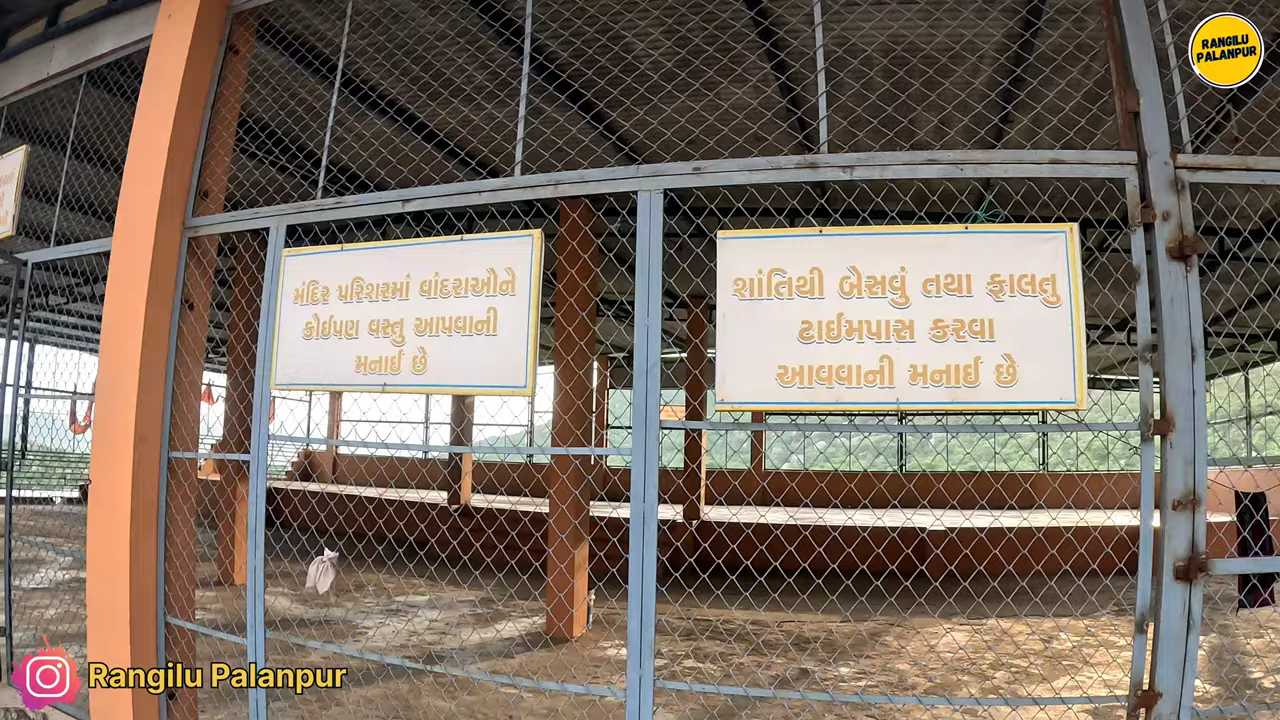 મંદિર પરિશરમાં વાંદરાઓને
કોઈપણ વસ્તુ આપવાની
મનાઈ છે
શાંતિથી બેસવું તથા ફાલતુ
ટાઈમપાસ કરવા
આવવાની મનાઈ છે
RANGILU
PALANPUR
Rangilu Palanpur